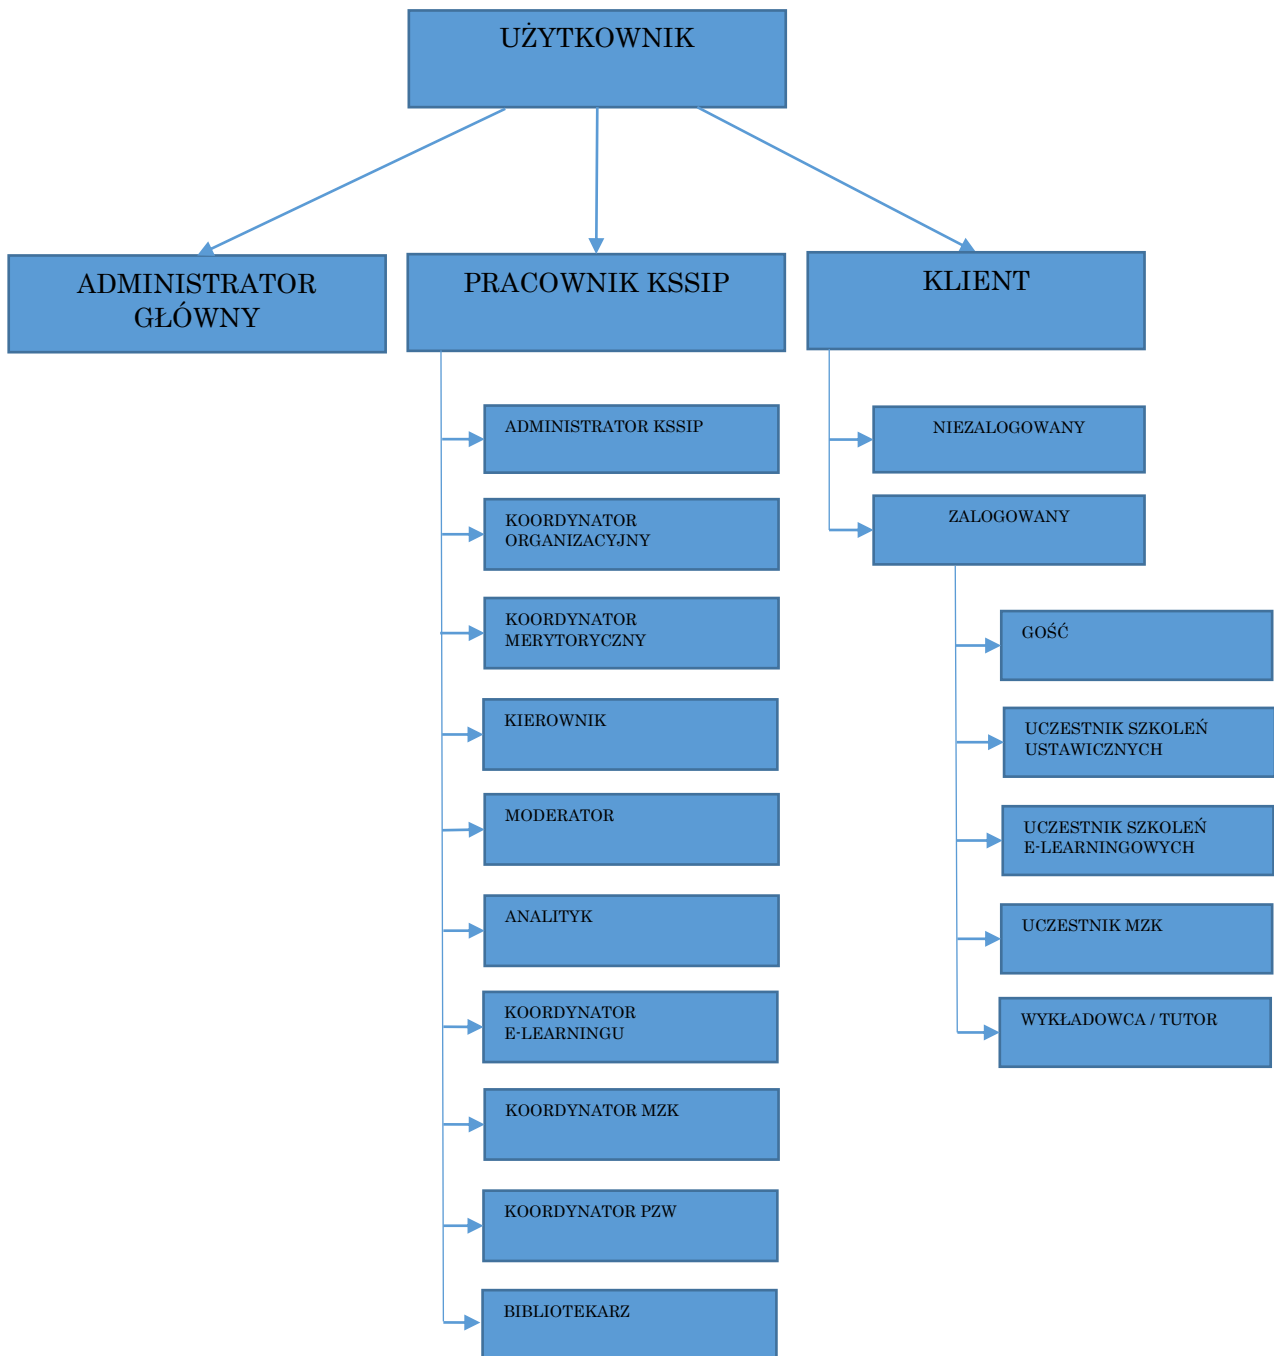 UŻYTKOWNIK
ADMINISTRATOR
GŁÓWNY
PRACOWNIK KSSIP
KLIENT
ADMINISTRATOR KSSIP
KOORDYNATOR
ORGANIZACYJNY
KOORDYNATOR
MERYTORYCZNY
KIEROWNIK
MODERATOR
ANALITYK
KOORDYNATOR
E-LEARNINGU
KOORDYNATOR MZK
KOORDYNATOR PZW
BIBLIOTEKARZ
NIEZALOGOWANY
ZALOGOWANY
GOŚĆ
UCZESTNIK SZKOLEŃ
USTAWICZNYCH
UCZESTNIK SZKOLEŃ
E-LEARNINGOWYCH
UCZESTNIK MZK
WYKŁADOWCA / TUTOR